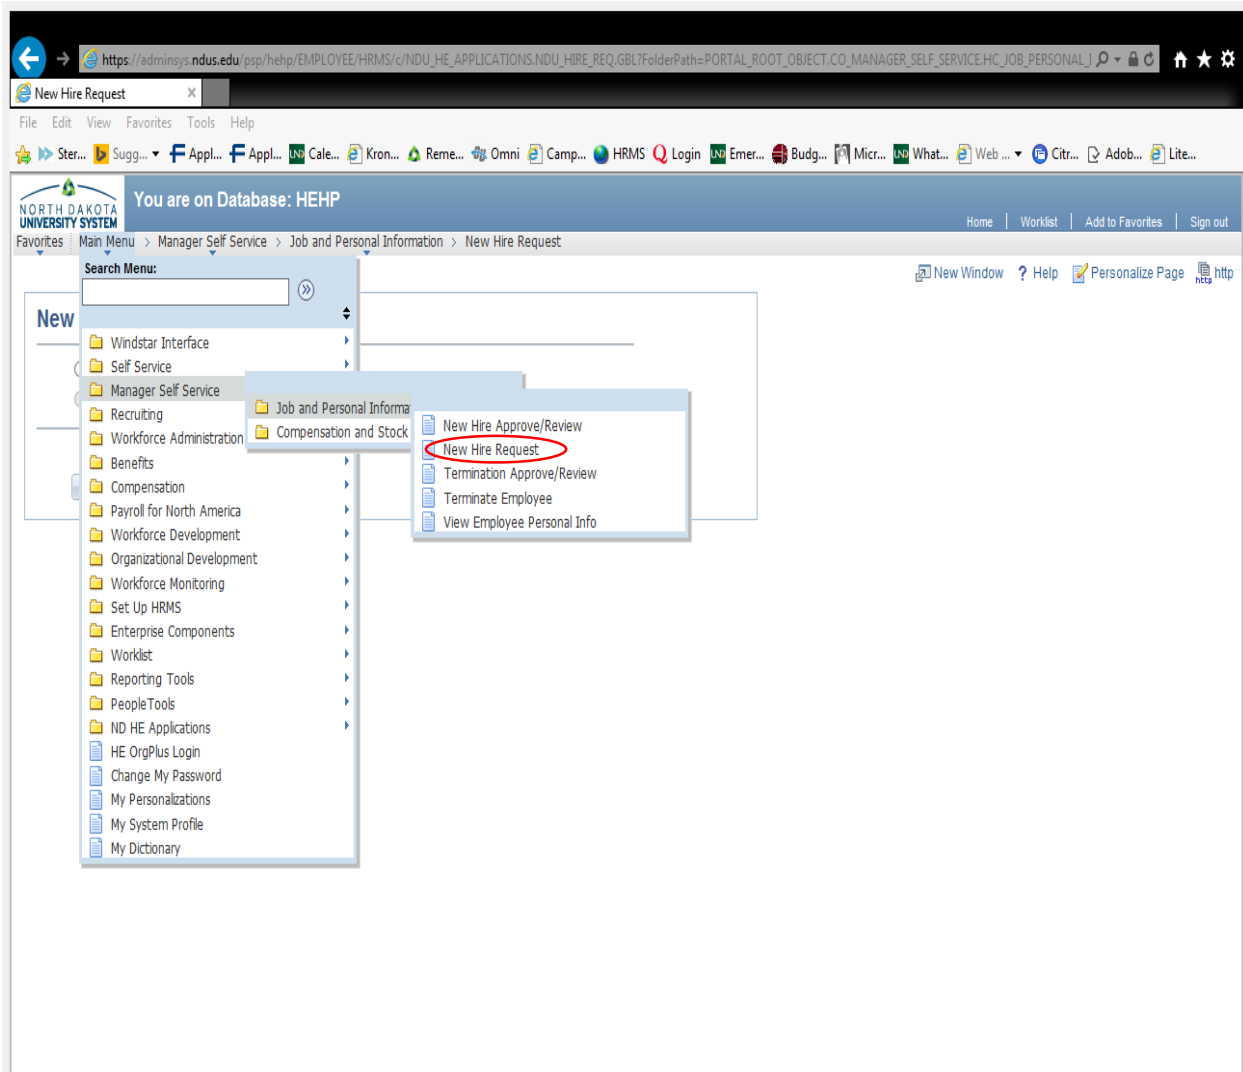 https://adminsys.ndus.edu/psp/hehp/EMPLOYEE/HRMS/c/NDU_HE_APPLICATIONS.NDU_HIRE_REQ.GBL?FolderPath=PORTAL_ROOT_OBJECT.CO_MANAGER_SELF_SERVICE.HC_JOB_PERSONAL_I
New Hire Request
File Edit View Favorites Tools Help
Ster... Sugg... Appl... Appl... Cale... Kron... Reme... Omni Camp... HRMS Login Emer... Budg... Micr... What... Web ... Citr... Adob... Lite...
NORTH DAKOTA
UNIVERSITY SYSTEM
You are on Database: HEHP
Home | Worklist | Add to Favorites | Sign out
Favorites Main Menu > Manager Self Service > Job and Personal Information > New Hire Request
New Window ? Help Personalize Page http
Search Menu:
New
Windstar Interface
Self Service
Manager Self Service
Recruiting
Workforce Administration
Benefits
Compensation
Payroll for North America
Workforce Development
Organizational Development
Workforce Monitoring
Set Up HRMS
Enterprise Components
Worklist
Reporting Tools
PeopleTools
ND HE Applications
HE OrgPlus Login
Change My Password
My Personalizations
My System Profile
My Dictionary
Job and Personal Informa
Compensation and Stock
New Hire Approve/Review
New Hire Request
Termination Approve/Review
Terminate Employee
View Employee Personal Info